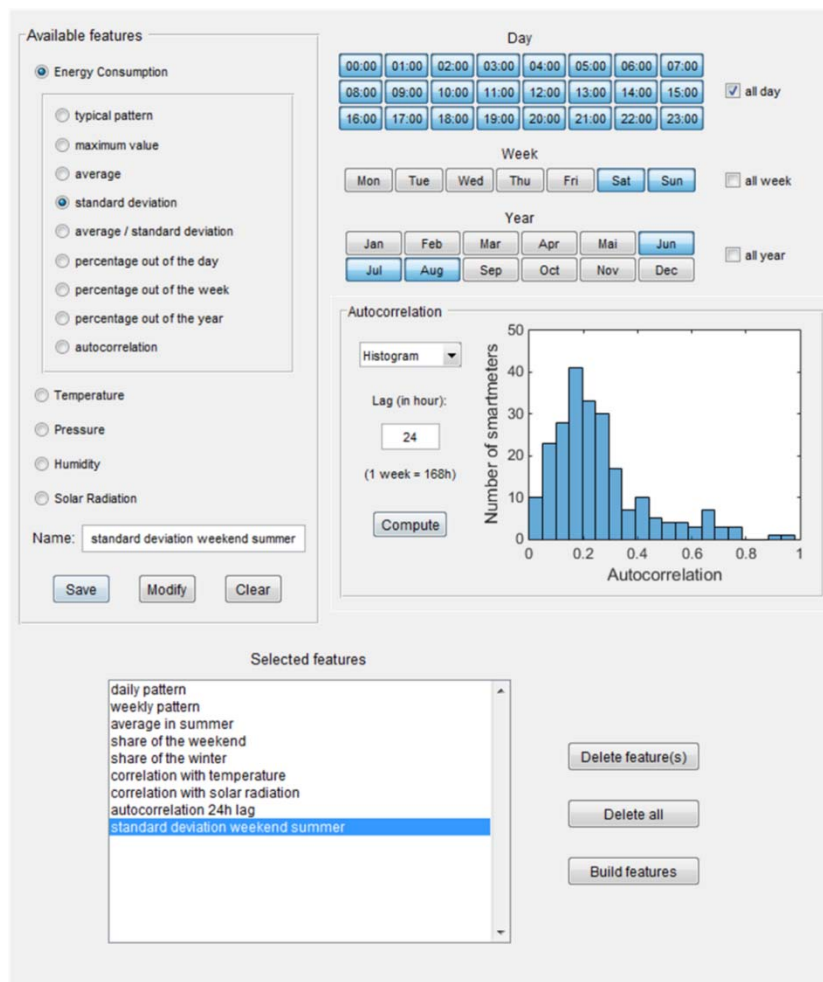 Available features
Energy Consumption
typical pattern
maximum value
average
standard deviation
average / standard deviation
percentage out of the day
percentage out of the week
percentage out of the year
autocorrelation
Temperature
Pressure
Humidity
Solar Radiation
Name: standard deviation weekend summer
Save Modify Clear
Day
00:00 01:00 02:00 03:00 04:00 05:00 06:00 07:00
08:00 09:00 10:00 11:00 12:00 13:00 14:00 15:00
16:00 17:00 18:00 19:00 20:00 21:00 22:00 23:00
all day
Week
Mon Tue Wed Thu Fri Sat Sun
all week
Year
Jan Feb Mar Apr Mai Jun
Jul Aug Sep Oct Nov Dec
all year
Autocorrelation
Histogram
Lag (in hour):
24
(1 week = 168h)
Compute
Number of smartmeters
50
40
30
20
10
0
0 0.2 0.4 0.6 0.8 1
Autocorrelation
Selected features
daily pattern
weekly pattern
average in summer
share of the weekend
share of the winter
correlation with temperature
correlation with solar radiation
autocorrelation 24h lag
standard deviation weekend summer
Delete feature(s)
Delete all
Build features